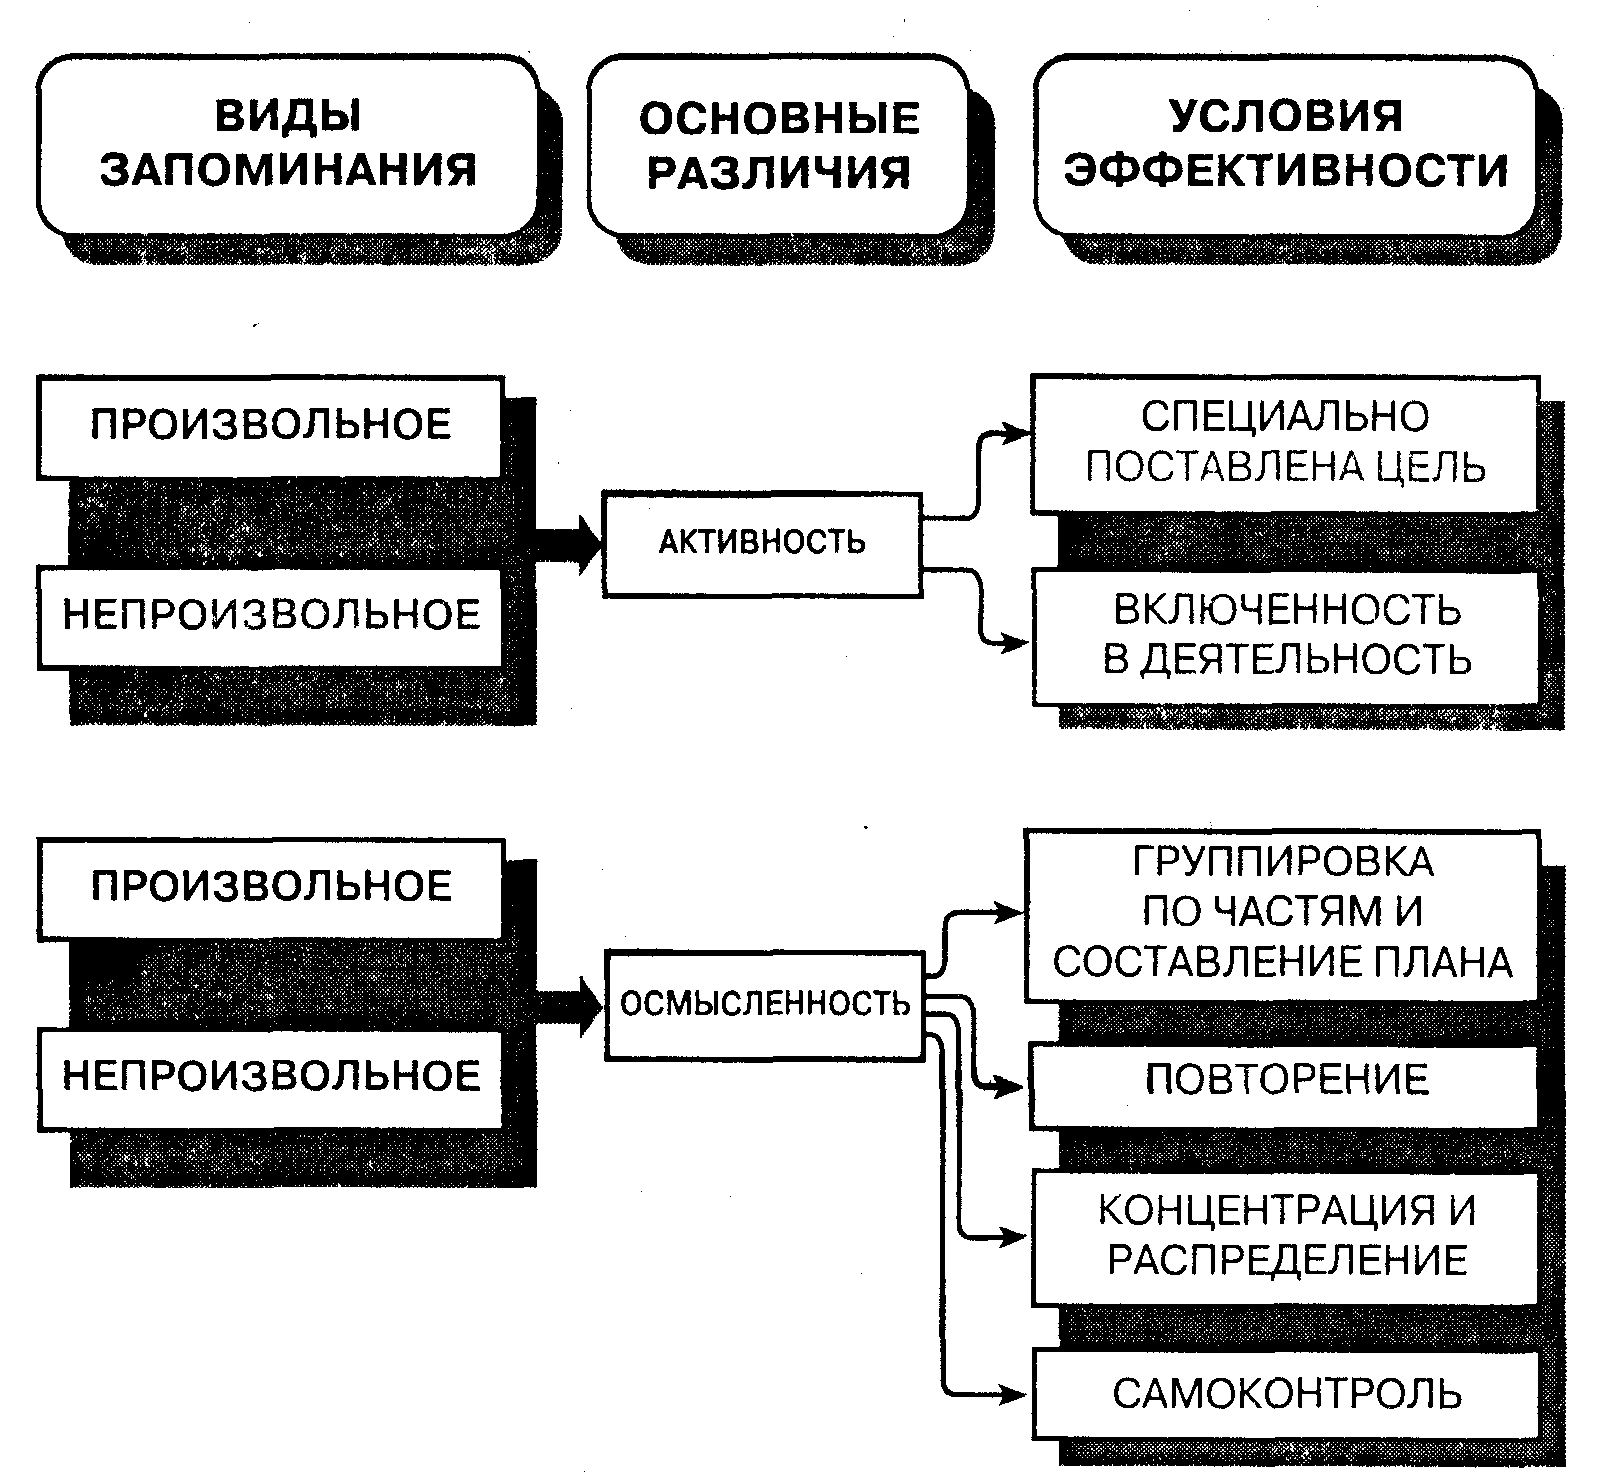 ВИДЫ
ЗАПОМИНАНИЯ
ОСНОВНЫЕ
РАЗЛИЧИЯ
УСЛОВИЯ
ЭФФЕКТИВНОСТИ
ПРОИЗВОЛЬНОЕ
НЕПРОИЗВОЛЬНОЕ
АКТИВНОСТЬ
СПЕЦИАЛЬНО
ПОСТАВЛЕНА ЦЕЛЬ
ВКЛЮЧЕННОСТЬ
В ДЕЯТЕЛЬНОСТЬ
ПРОИЗВОЛЬНОЕ
НЕПРОИЗВОЛЬНОЕ
ОСМЫСЛЕННОСТЬ
ГРУППИРОВКА
ПО ЧАСТЯМ И
СОСТАВЛЕНИЕ ПЛАНА
ПОВТОРЕНИЕ
КОНЦЕНТРАЦИЯ И
РАСПРЕДЕЛЕНИЕ
САМОКОНТРОЛЬ